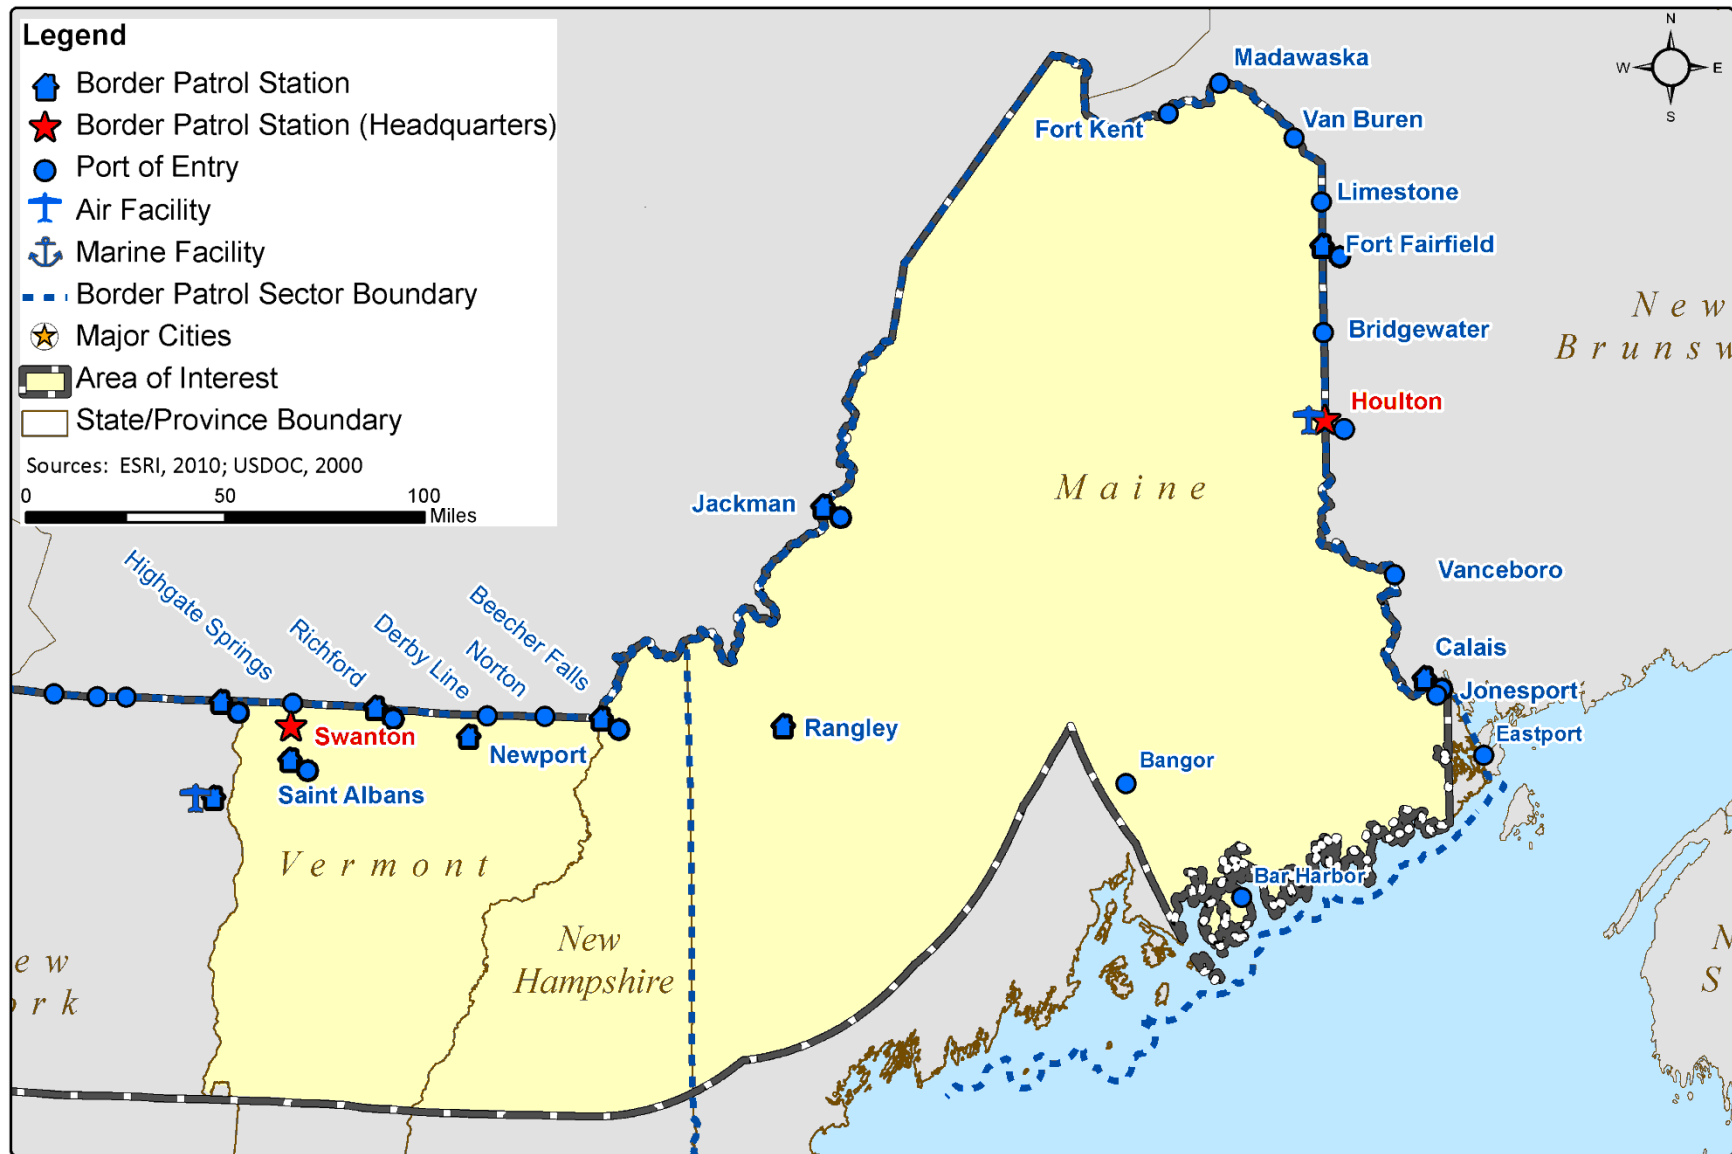 Legend
Border Patrol Station
Border Patrol Station (Headquarters)
Port of Entry
Air Facility
Marine Facility
Border Patrol Sector Boundary
Major Cities
Area of Interest
State/Province Boundary
Sources: ESRI, 2010; USDOC, 2000
0 50 100
Miles
N
W E
S
Madawaska
Fort Kent
Van Buren
Limestone
Fort Fairfield
New
Brunsw
Bridgewater
Houlton
Maine
Jackman
Vanceboro
Highgate Springs
Richford
Derby Line
Norton
Beecher Falls
Calais
Jonesport
Swanton
Newport
Rangley
Eastport
Bangor
Saint Albans
Vermont
Bar Harbor
New
Hampshire
ew
ork
N
S